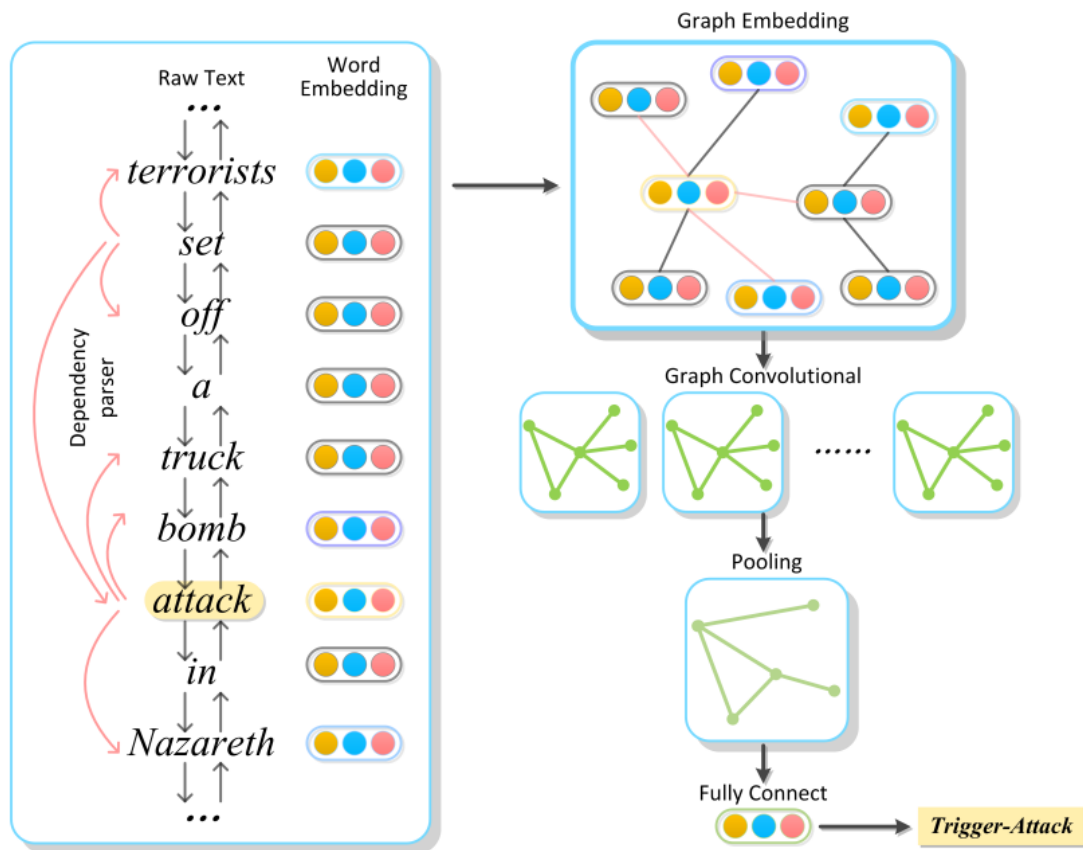 Raw Text
Word
Embedding
...
terrorists
set
off
a
truck
bomb
attack
in
Nazareth
...
Dependency
parser
Graph Embedding
Graph Convolutional
......
Pooling
Fully Connect
Trigger-Attack